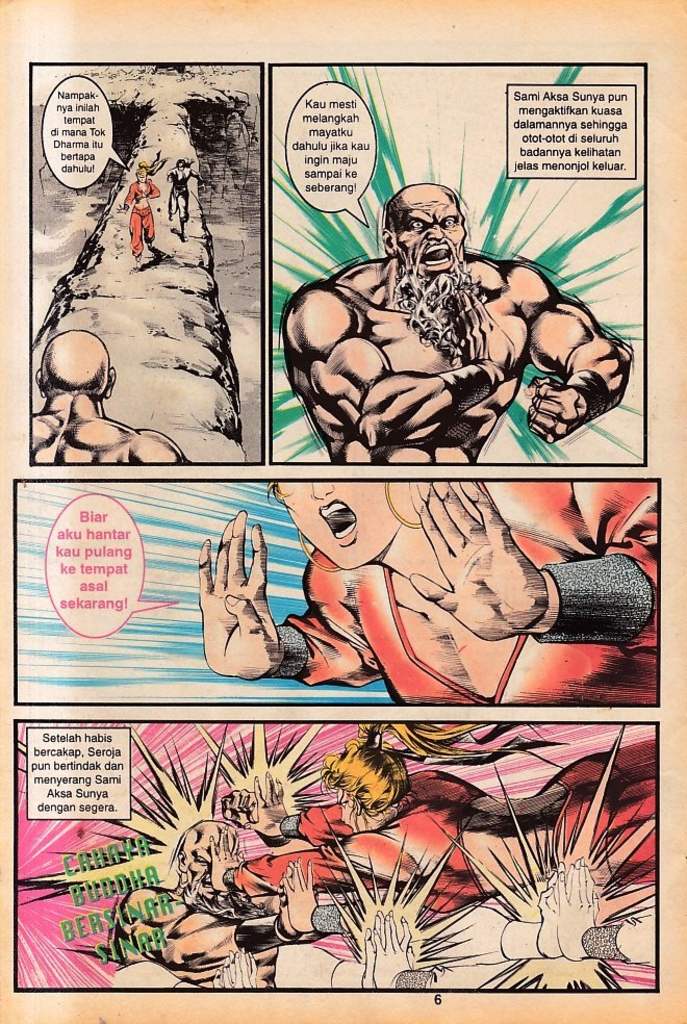 Nampak-
nya inilah
tempat
di mana Tok
Dharma itu
bertapa
dahulu!
Kau mesti
melangkah
mayatku
dahulu jika kau
ingin maju
sampai ke
seberang!
Sami Aksa Sunya pun
mengaktifkan kuasa
dalamannya sehingga
otot-otot di seluruh
badannya kelihatan
jelas menonjol keluar.
Biar
aku hantar
kau pulang
ke tempat
asal
sekarang!
Setelah habis
bercakap, Seroja
pun bertindak dan
menyerang Sami
Aksa Sunya
dengan segera.
CAHAYA
BUDDHA
BERSINAR-
SINAR
6